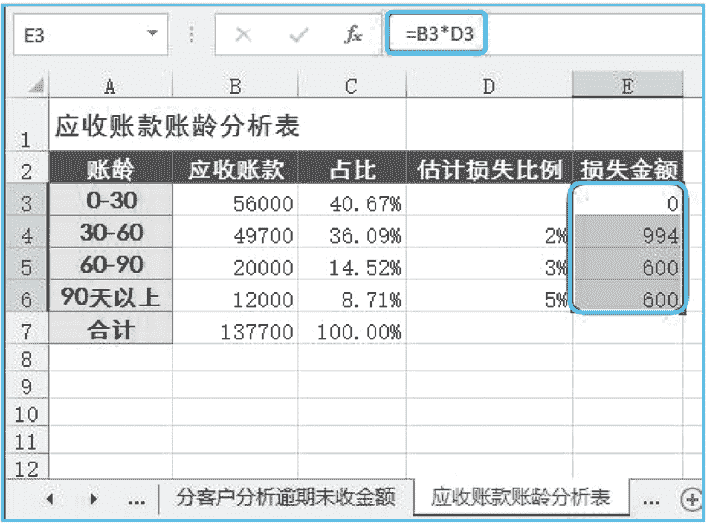 E3 fx =B3*D3
A B C D E
1 应收账款账龄分析表
2 账龄 应收账款 占比 估计损失比例 损失金额
3 0-30 56000 40.67% 0
4 30-60 49700 36.09% 2% 994
5 60-90 20000 14.52% 3% 600
6 90天以上 12000 8.71% 5% 600
7 合计 137700 100.00%
8
9
10
11
12
... 分客户分析逾期未收金额 应收账款账龄分析表 ...